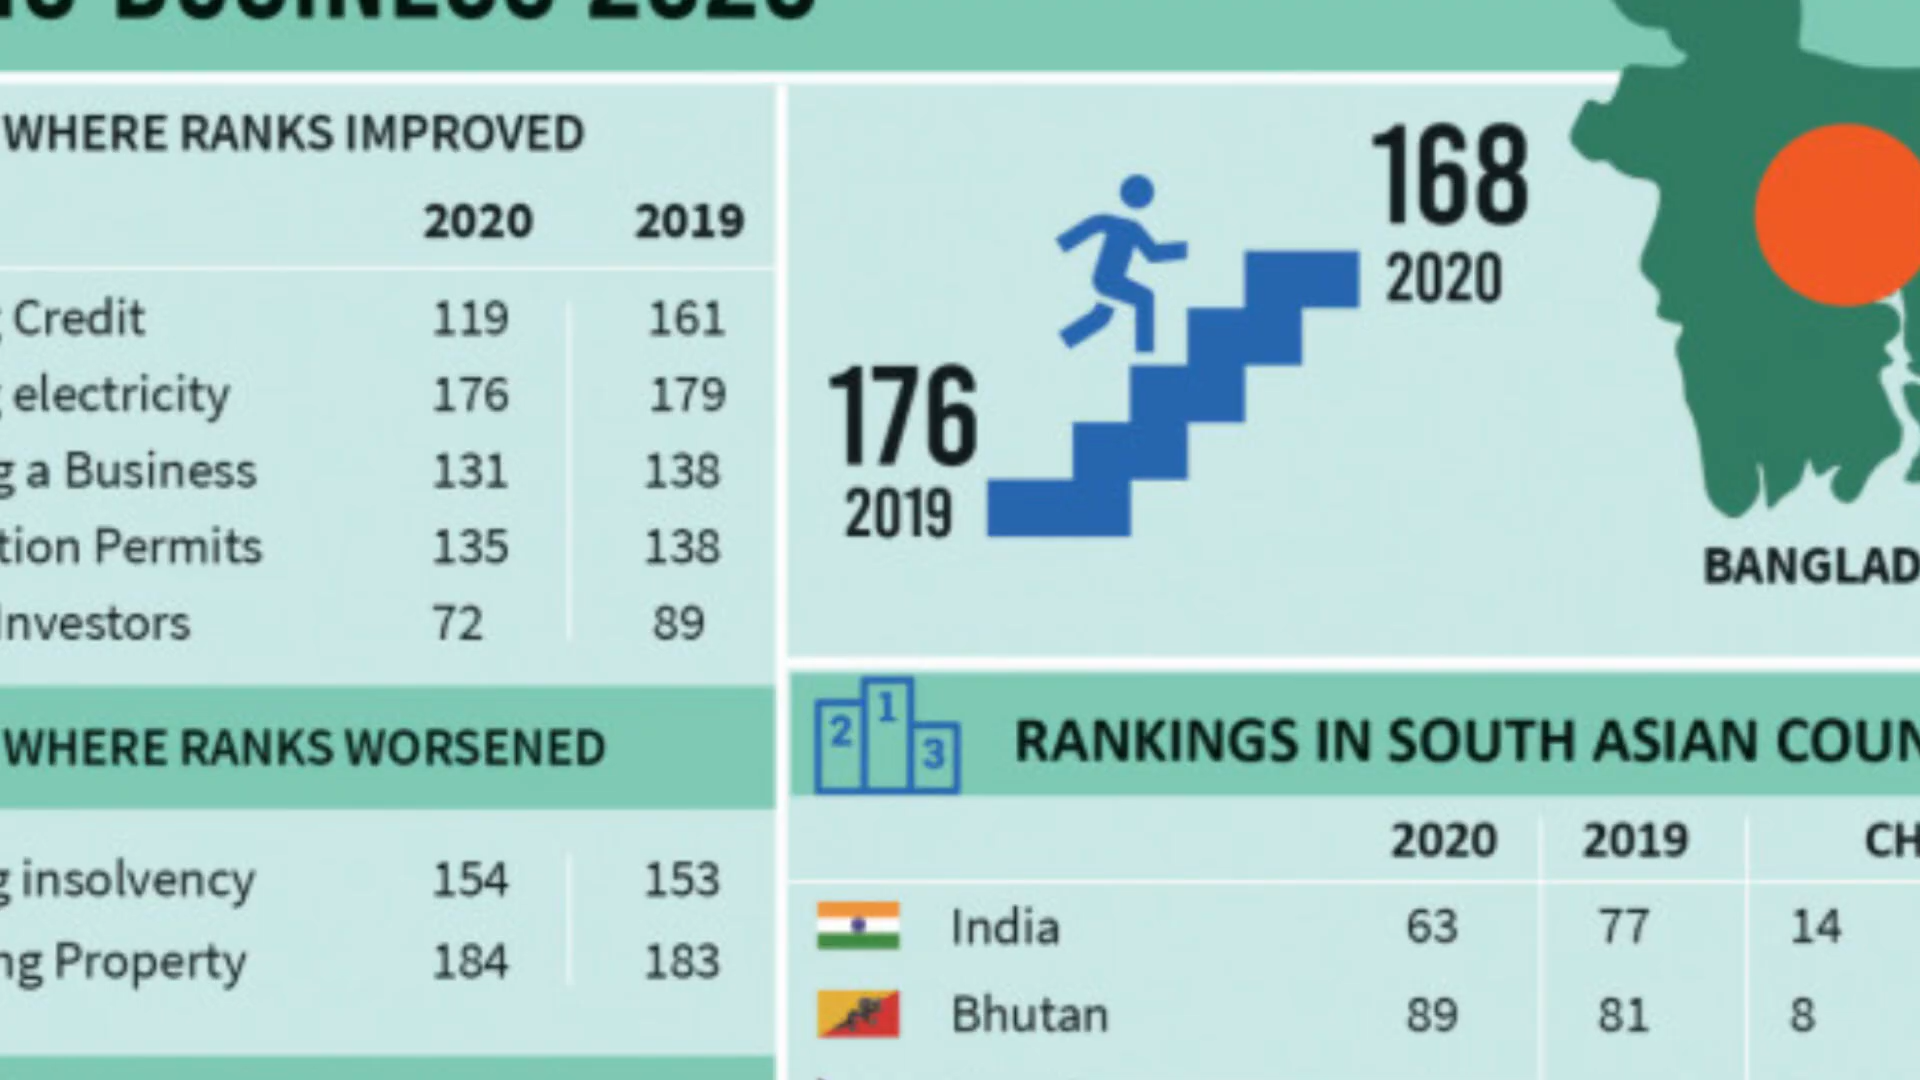 BUSINESS 2020
WHERE RANKS IMPROVED
2020 2019
Credit 119 161
electricity 176 179
g a Business 131 138
tion Permits 135 138
Investors 72 89
WHERE RANKS WORSENED
g insolvency 154 153
ng Property 184 183
168
2020
176
2019
BANGLAD
2 1 3
RANKINGS IN SOUTH ASIAN COUN
2020 2019 CH
India 63 77 14
Bhutan 89 81 8